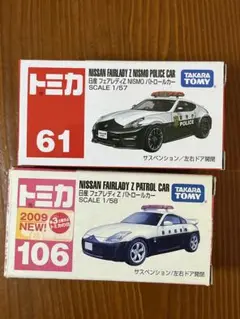 トミカ
61
NISSAN FAIRLADY Z NISMO POLICE CAR
日産 フェアレディZ NISMO パトロールカー
SCALE 1/57
TAKARA TOMY
POLICE
サスペンション/左右ドア開閉
トミカ
2009
NEW!
106
NISSAN FAIRLADY Z PATROL CAR
日産 フェアレディ Z パトロールカー
SCALE 1/58
TAKARA TOMY
サスペンション/左右ドア開閉